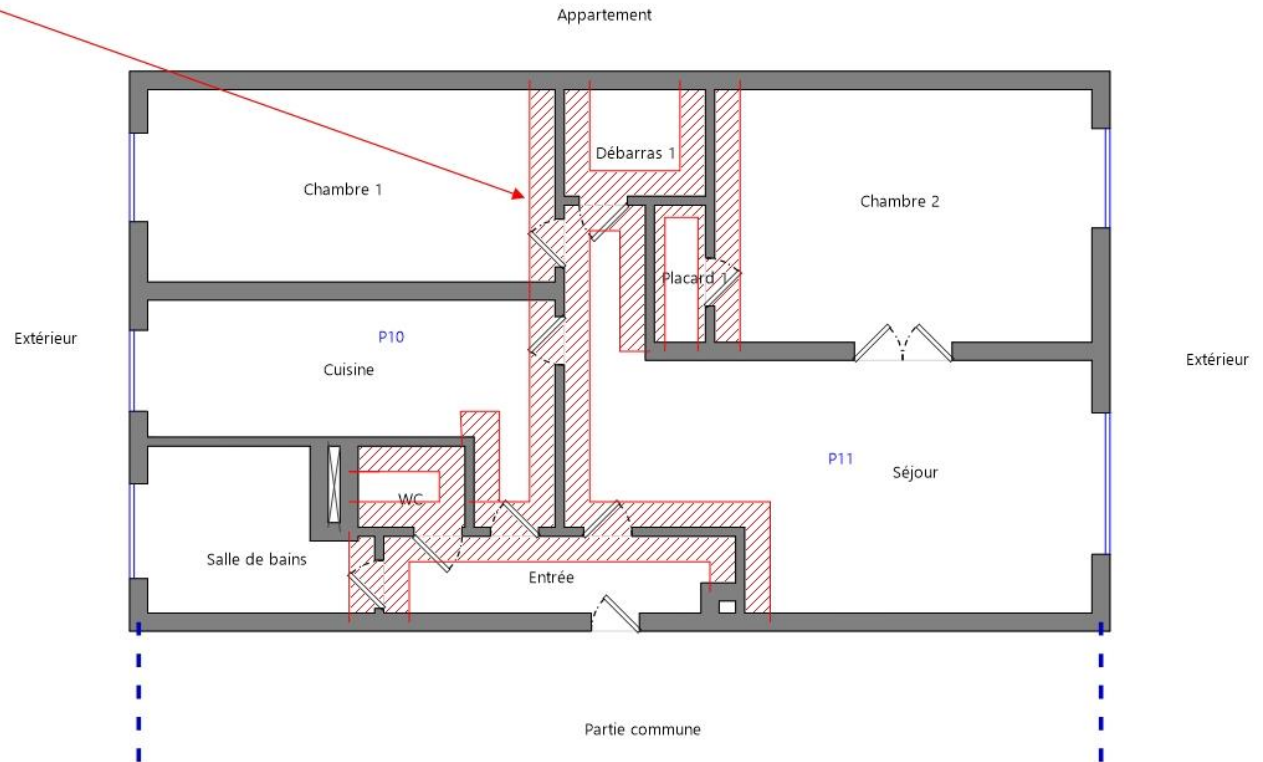 Appartement
Débarras 1
Chambre 1
Chambre 2
Placard 1
Extérieur
P10
Cuisine
Extérieur
P11
Séjour
WC
Salle de bains
Entrée
Partie commune